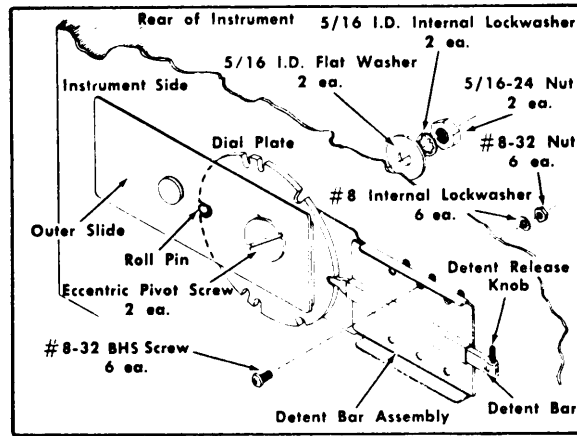 Rear of Instrument
5/16 I.D. Internal Lockwasher
2 ea.
5/16 I.D. Flat Washer
2 ea.
Instrument Side
5/16-24 Nut
2 ea.
Dial Plate
#8-32 Nut
6 ea.
#8 Internal Lockwasher
6 ea.
Outer Slide
Roll Pin
Detent Release
Knob
Eccentric Pivot Screw
2 ea.
#8-32 BHS Screw
6 ea.
Detent Bar Assembly
Detent Bar